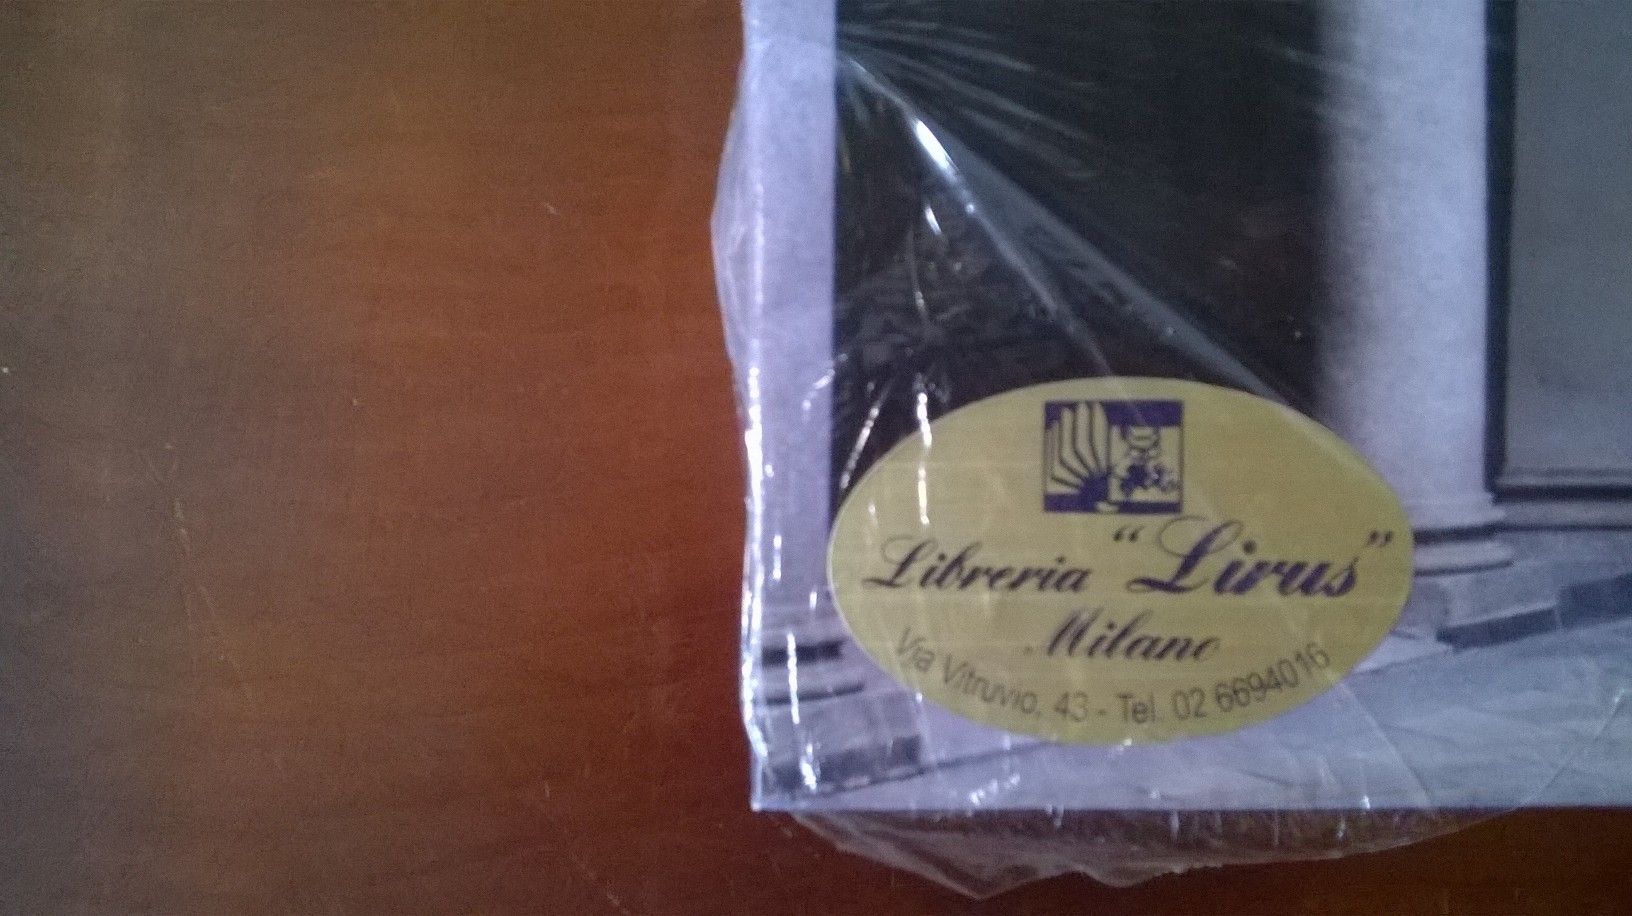 Libreria "Lirus"
Milano
Via Vitruvio, 43 - Tel. 02 6694016